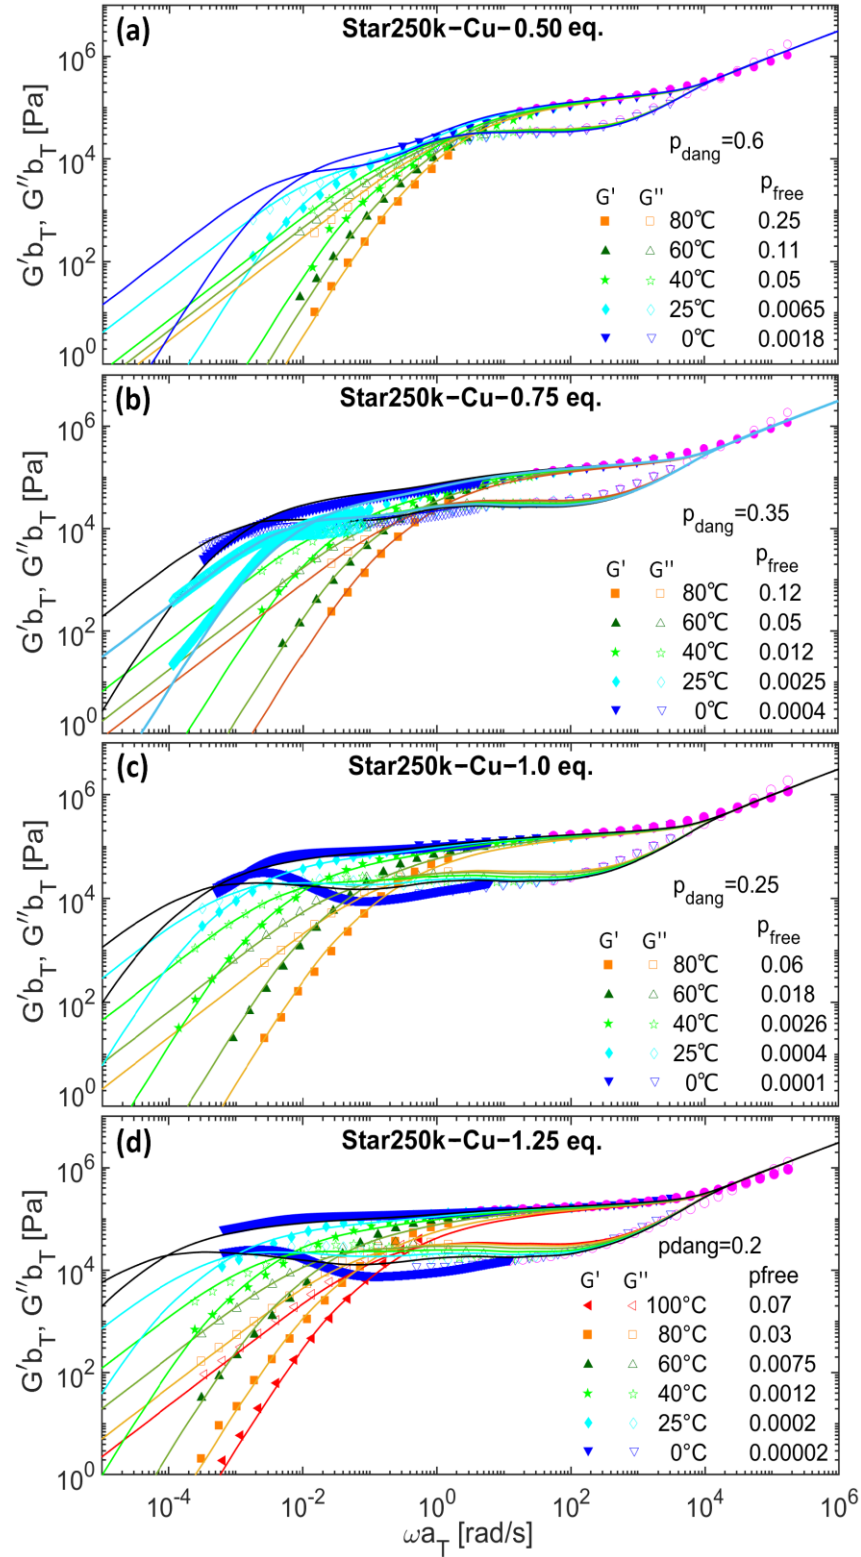 (a) Star250k-Cu-0.50 eq.
10^6
10^4
10^2
10^0
G'b_T, G''b_T [Pa]
p_dang=0.6
G' G'' p_free
80℃ 0.25
60℃ 0.11
40℃ 0.05
25℃ 0.0065
0℃ 0.0018
(b) Star250k-Cu-0.75 eq.
10^6
10^4
10^2
10^0
G'b_T, G''b_T [Pa]
p_dang=0.35
p_free
G' G''
80℃ 0.12
60℃ 0.05
40℃ 0.012
25℃ 0.0025
0℃ 0.0004
(c) Star250k-Cu-1.0 eq.
10^6
10^4
10^2
10^0
G'b_T, G''b_T [Pa]
p_dang=0.25
p_free
G' G''
80℃ 0.06
60℃ 0.018
40℃ 0.0026
25℃ 0.0004
0℃ 0.0001
(d) Star250k-Cu-1.25 eq.
10^6
10^4
10^2
10^0
G'b_T, G''b_T [Pa]
pdang=0.2
G' G'' pfree
100°C 0.07
80°C 0.03
60°C 0.0075
40°C 0.0012
25°C 0.0002
0°C 0.00002
10^-4 10^-2 10^0 10^2 10^4 10^6
ωa_T [rad/s]